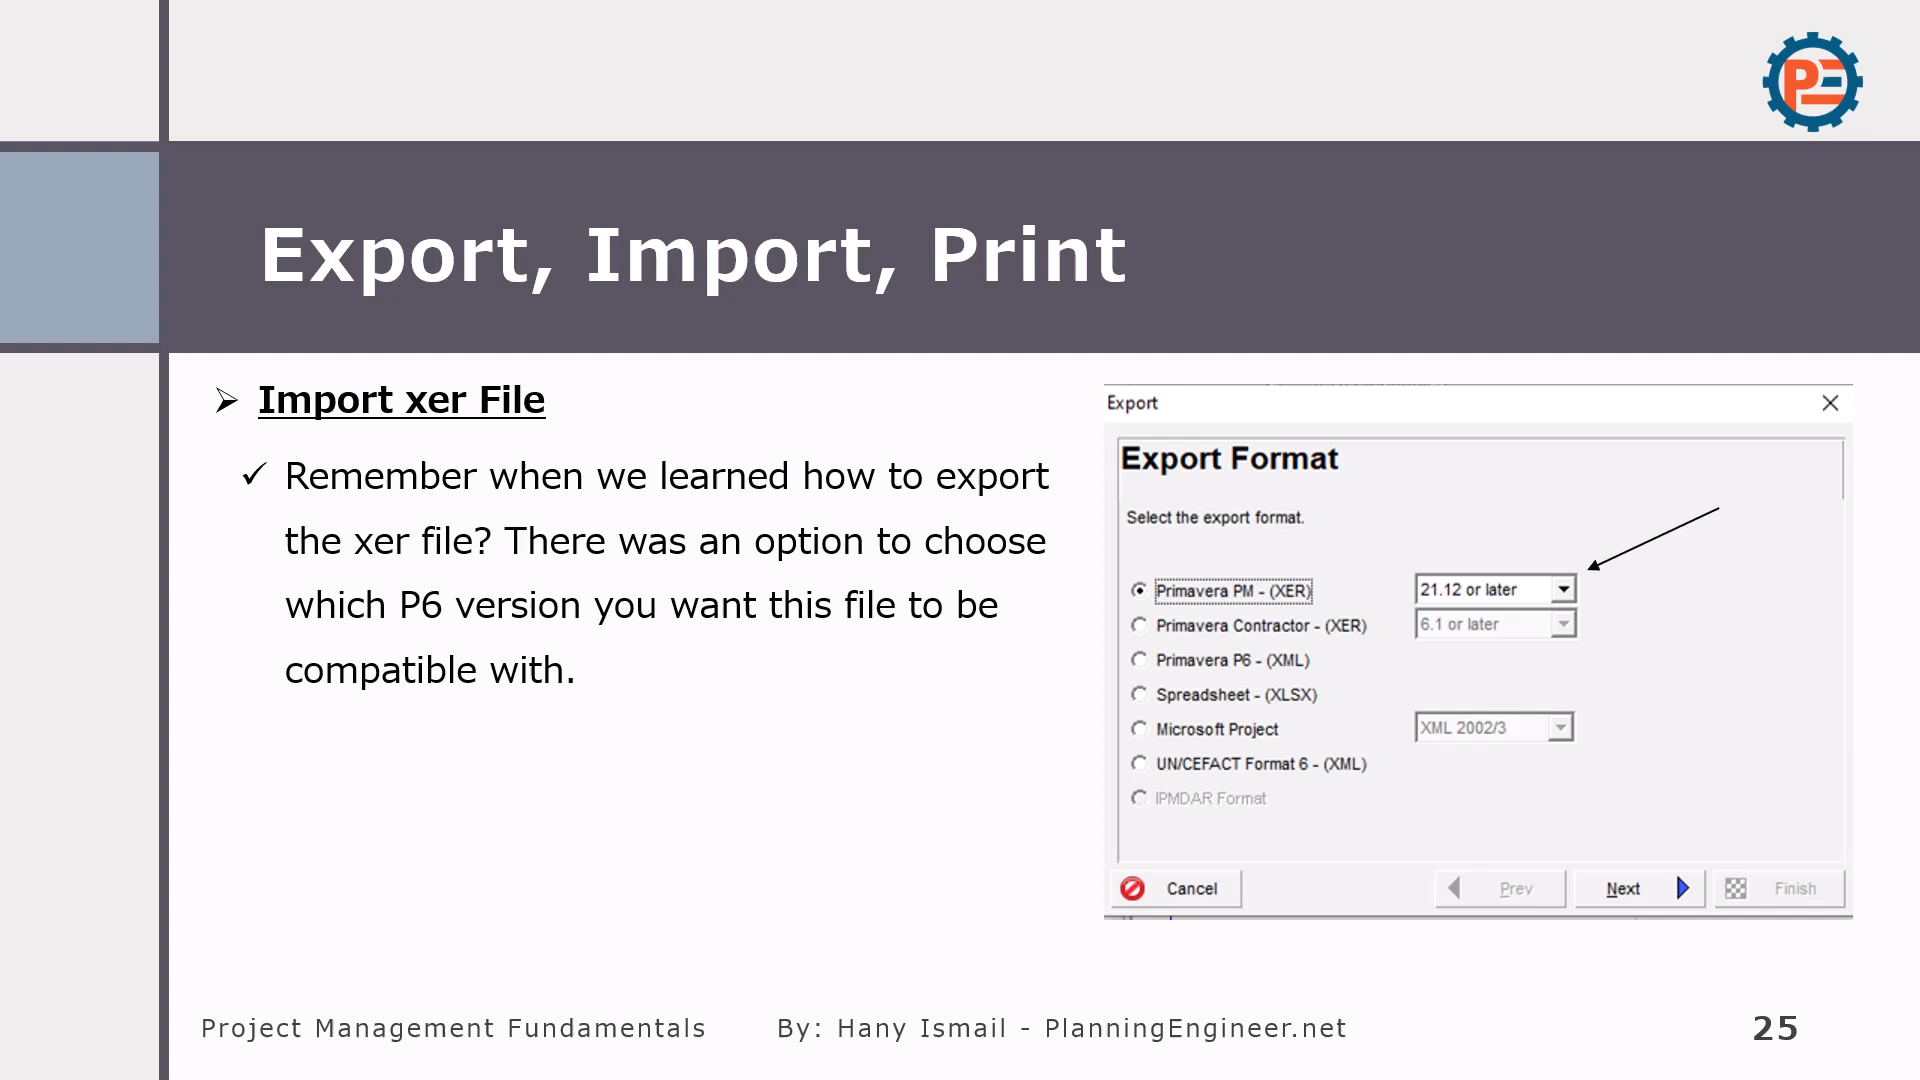 PE
Export, Import, Print
Import xer File
Remember when we learned how to export
the xer file? There was an option to choose
which P6 version you want this file to be
compatible with.
Export
Export Format
Select the export format.
Primavera PM - (XER) 21.12 or later
Primavera Contractor - (XER) 6.1 or later
Primavera P6 - (XML)
Spreadsheet - (XLSX)
Microsoft Project XML 2002/3
UN/CEFACT Format 6 - (XML)
IPMDAR Format
Cancel Prev Next Finish
Project Management Fundamentals By: Hany Ismail - PlanningEngineer.net 25